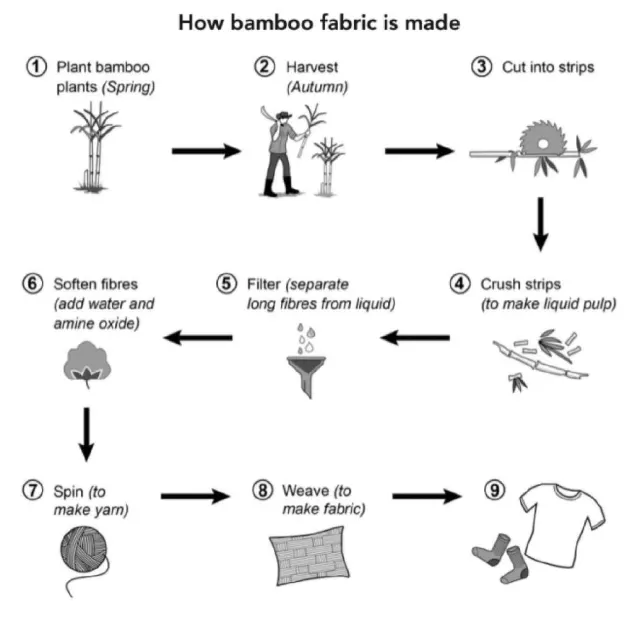 How bamboo fabric is made
1 Plant bamboo
plants (Spring)
2 Harvest
(Autumn)
3 Cut into strips
4 Crush strips
(to make liquid pulp)
5 Filter (separate
long fibres from liquid)
6 Soften fibres
(add water and
amine oxide)
7 Spin (to
make yarn)
8 Weave (to
make fabric)
9